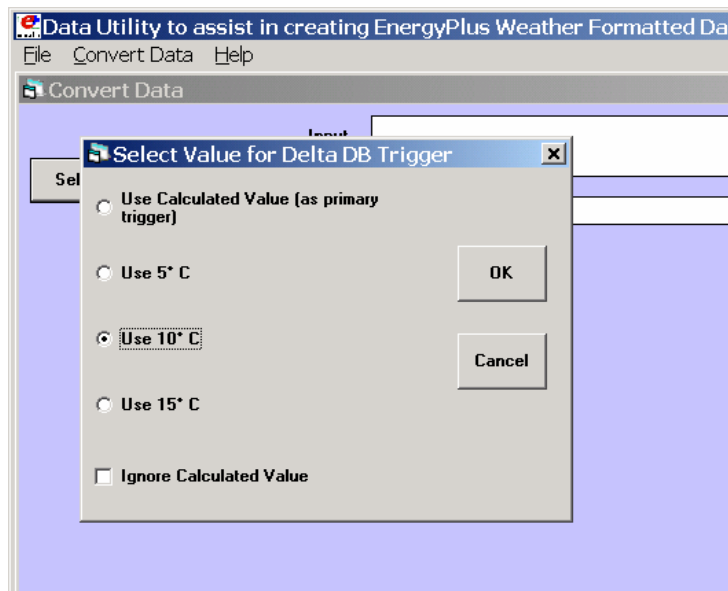 Data Utility to assist in creating EnergyPlus Weather Formatted Da
File Convert Data Help
Convert Data
Input
Select Value for Delta DB Trigger
Sel
Use Calculated Value (as primary
trigger)
Use 5° C
OK
Use 10° C
Cancel
Use 15° C
Ignore Calculated Value